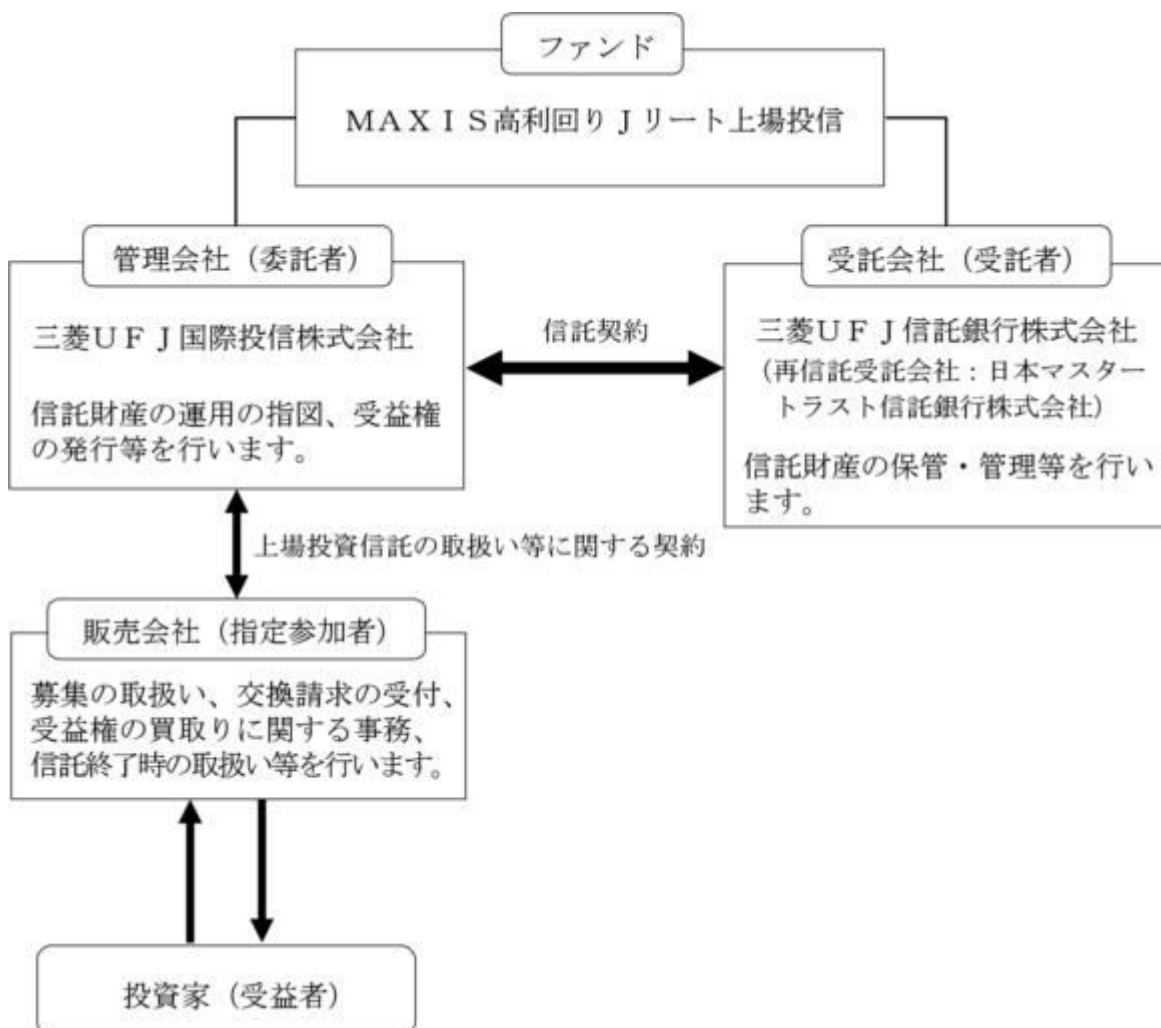 ファンド
MAXIS高利回りJリート上場投信
管理会社(委託者)
三菱UFJ国際投信株式会社
信託財産の運用の指図、受益権
の発行等を行います。
信託契約
受託会社(受託者)
三菱UFJ信託銀行株式会社
(再信託受託会社:日本マスター
トラスト信託銀行株式会社)
信託財産の保管・管理等を行い
ます。
上場投資信託の取扱い等に関する契約
販売会社(指定参加者)
募集の取扱い、交換請求の受付、
受益権の買取りに関する事務、
信託終了時の取扱い等を行います。
投資家(受益者)